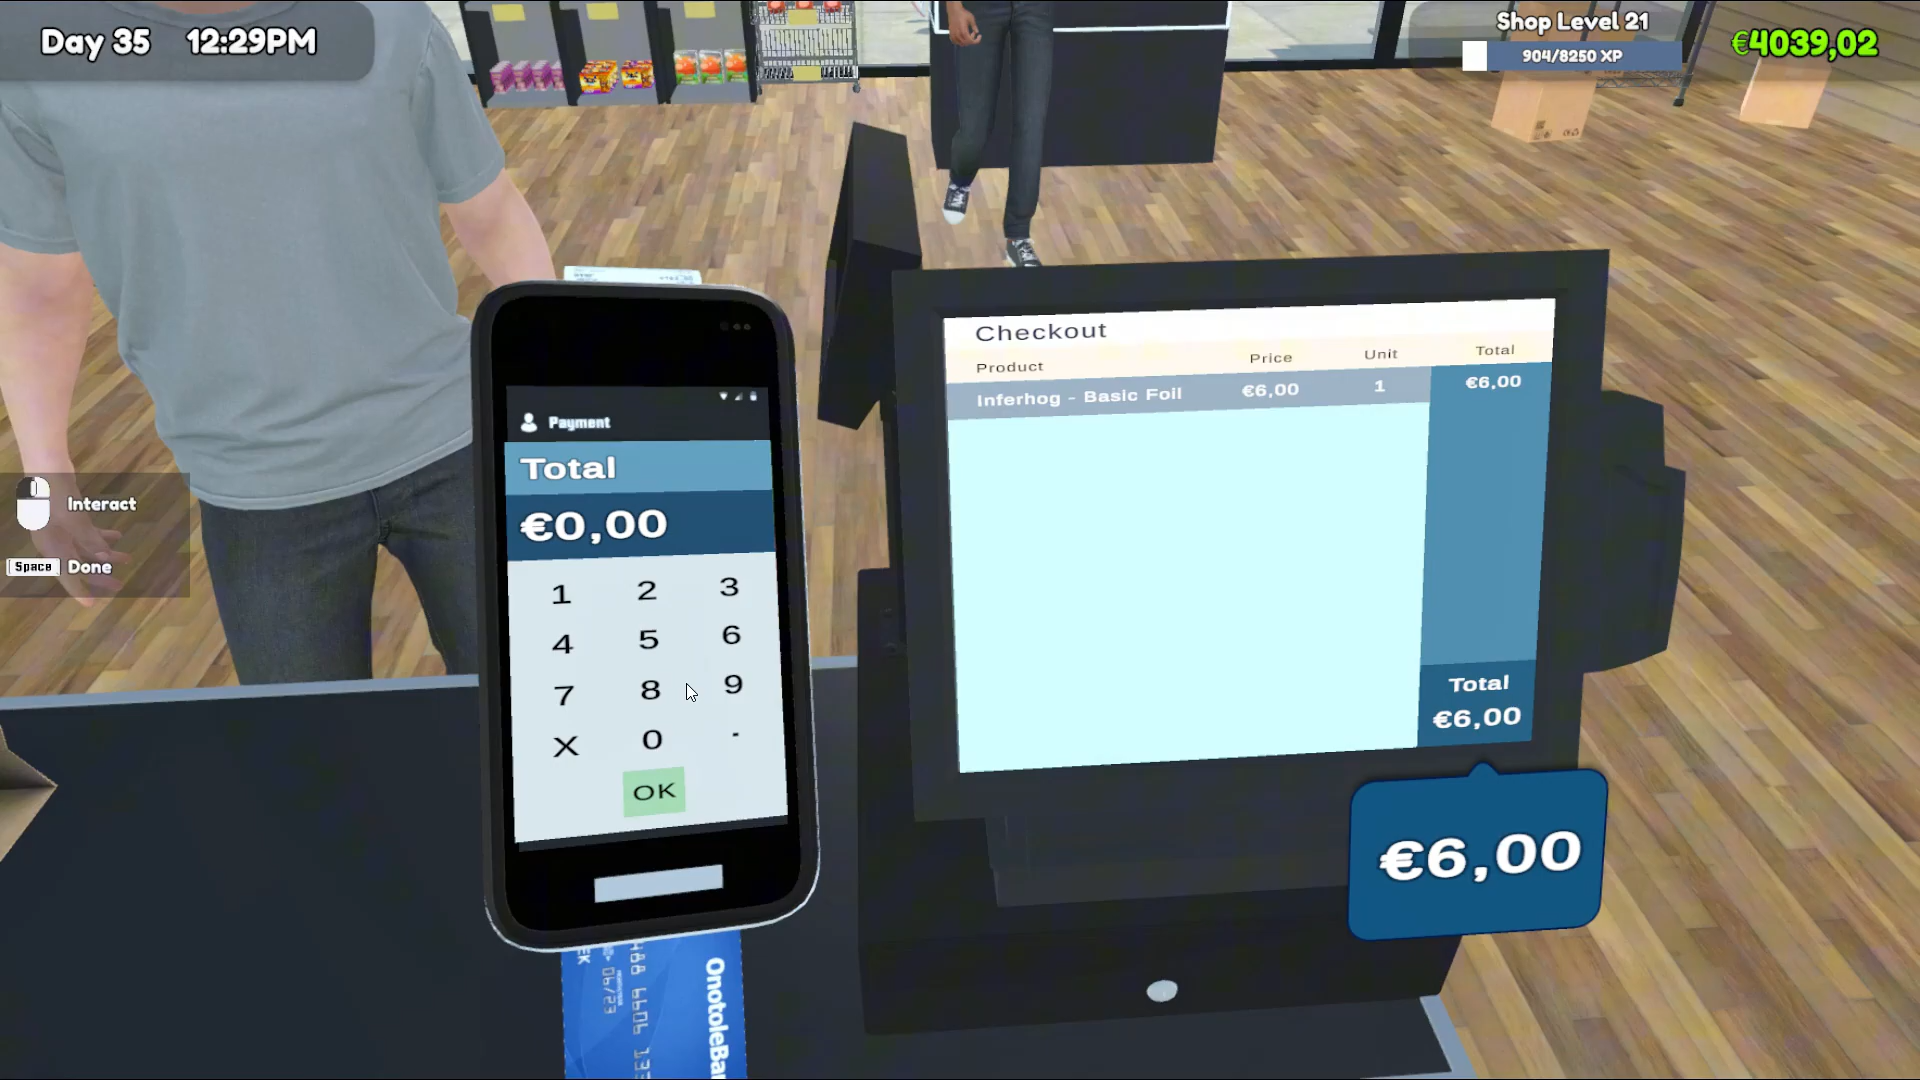 Day 35 12:29PM
Shop Level 21
904/8250 XP
€4039,02
Interact
Space Done
Payment
Total
€0,00
1 2 3
4 5 6
7 8 9
X 0 .
OK
Checkout
Product Price Unit Total
Inferhog - Basic Foil €6,00 1 €6,00
Total
€6,00
€6,00
OnotoleBa
06/23